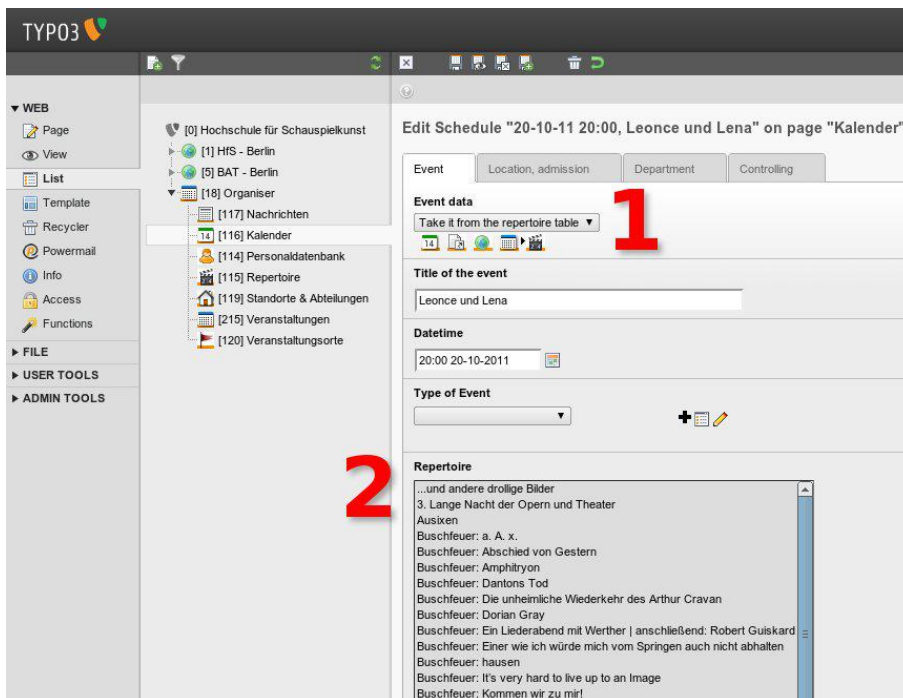 TYPO3
WEB
Page
View
List
Template
Recycler
Powermail
Info
Access
Functions
FILE
USER TOOLS
ADMIN TOOLS
[0] Hochschule für Schauspielkunst
[1] HfS - Berlin
[5] BAT - Berlin
[18] Organiser
[117] Nachrichten
14 [116] Kalender
[114] Personaldatenbank
[115] Repertoire
[119] Standorte & Abteilungen
[215] Veranstaltungen
[120] Veranstaltungsorte
Edit Schedule "20-10-11 20:00, Leonce und Lena" on page "Kalender"
Event Location, admission Department Controlling
Event data
1
Take it from the repertoire table
14
Title of the event
Leonce und Lena
Datetime
20:00 20-10-2011
Type of Event
2
Repertoire
...und andere drollige Bilder
3. Lange Nacht der Opern und Theater
Ausixen
Buschfeuer: a. A. x.
Buschfeuer: Abschied von Gestern
Buschfeuer: Amphitryon
Buschfeuer: Dantons Tod
Buschfeuer: Die unheimliche Wiederkehr des Arthur Cravan
Buschfeuer: Dorian Gray
Buschfeuer: Ein Liederabend mit Werther | anschließend: Robert Guiskard
Buschfeuer: Einer wie ich würde mich vom Springen auch nicht abhalten
Buschfeuer: hausen
Buschfeuer: It's very hard to live up to an Image
Buschfeuer: Kommen wir zu mir!